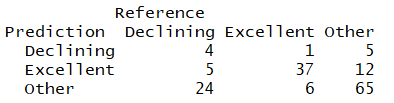 Reference
Prediction Declining Excellent Other
Declining 4 1 5
Excellent 5 37 12
Other 24 6 65